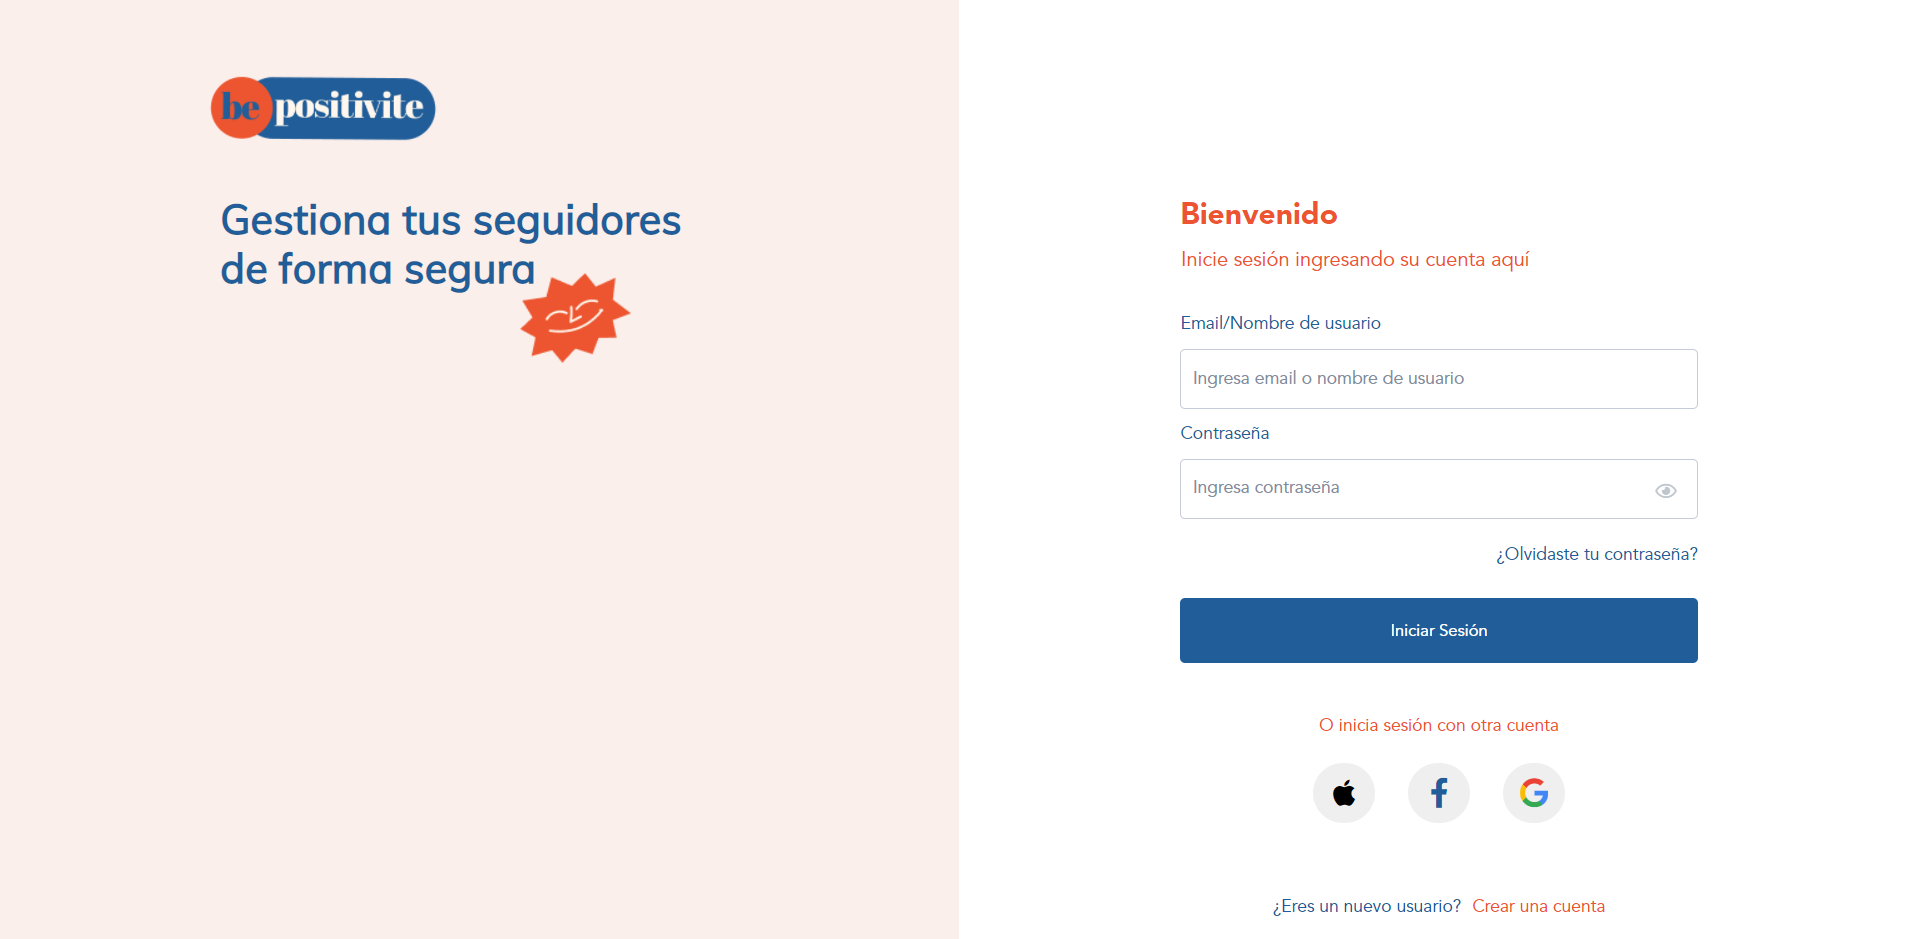 be positivite
Gestiona tus seguidores
de forma segura
Bienvenido
Inicie sesión ingresando su cuenta aquí
Email/Nombre de usuario
Ingresa email o nombre de usuario
Contraseña
Ingresa contraseña
¿Olvidaste tu contraseña?
Iniciar Sesión
O inicia sesión con otra cuenta
¿Eres un nuevo usuario? Crear una cuenta